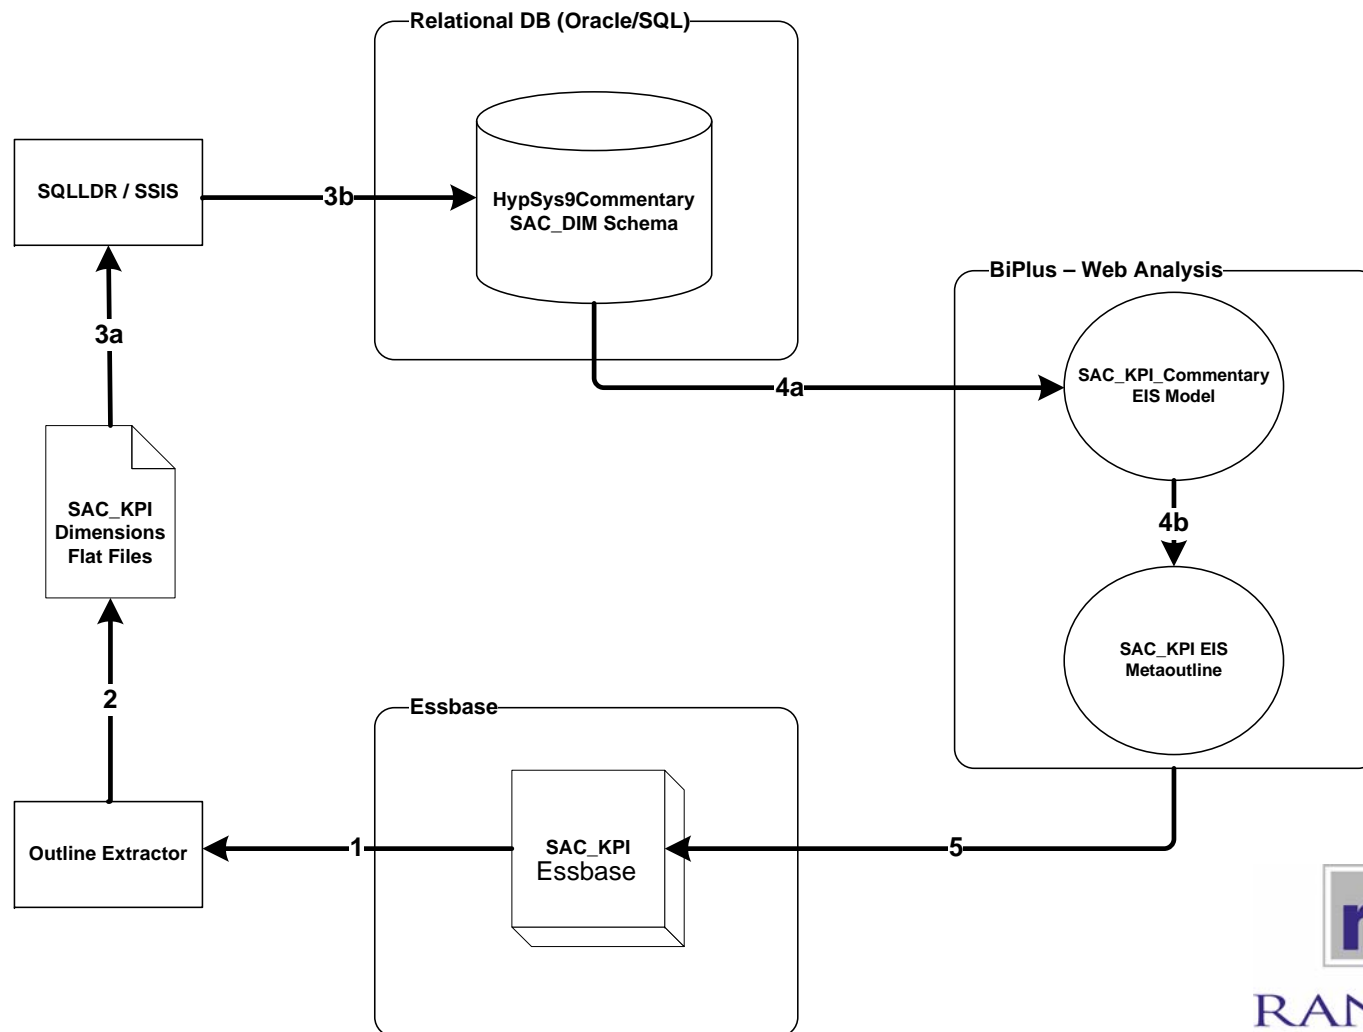 Relational DB (Oracle/SQL)
SQLLDR / SSIS
3b
HypSys9Commentary
SAC_DIM Schema
BiPlus – Web Analysis
3a
4a
SAC_KPI_Commentary
EIS Model
SAC_KPI
Dimensions
Flat Files
4b
SAC_KPI EIS
Metaoutline
2
Essbase
Outline Extractor
1
SAC_KPI
Essbase
5
r
RAN